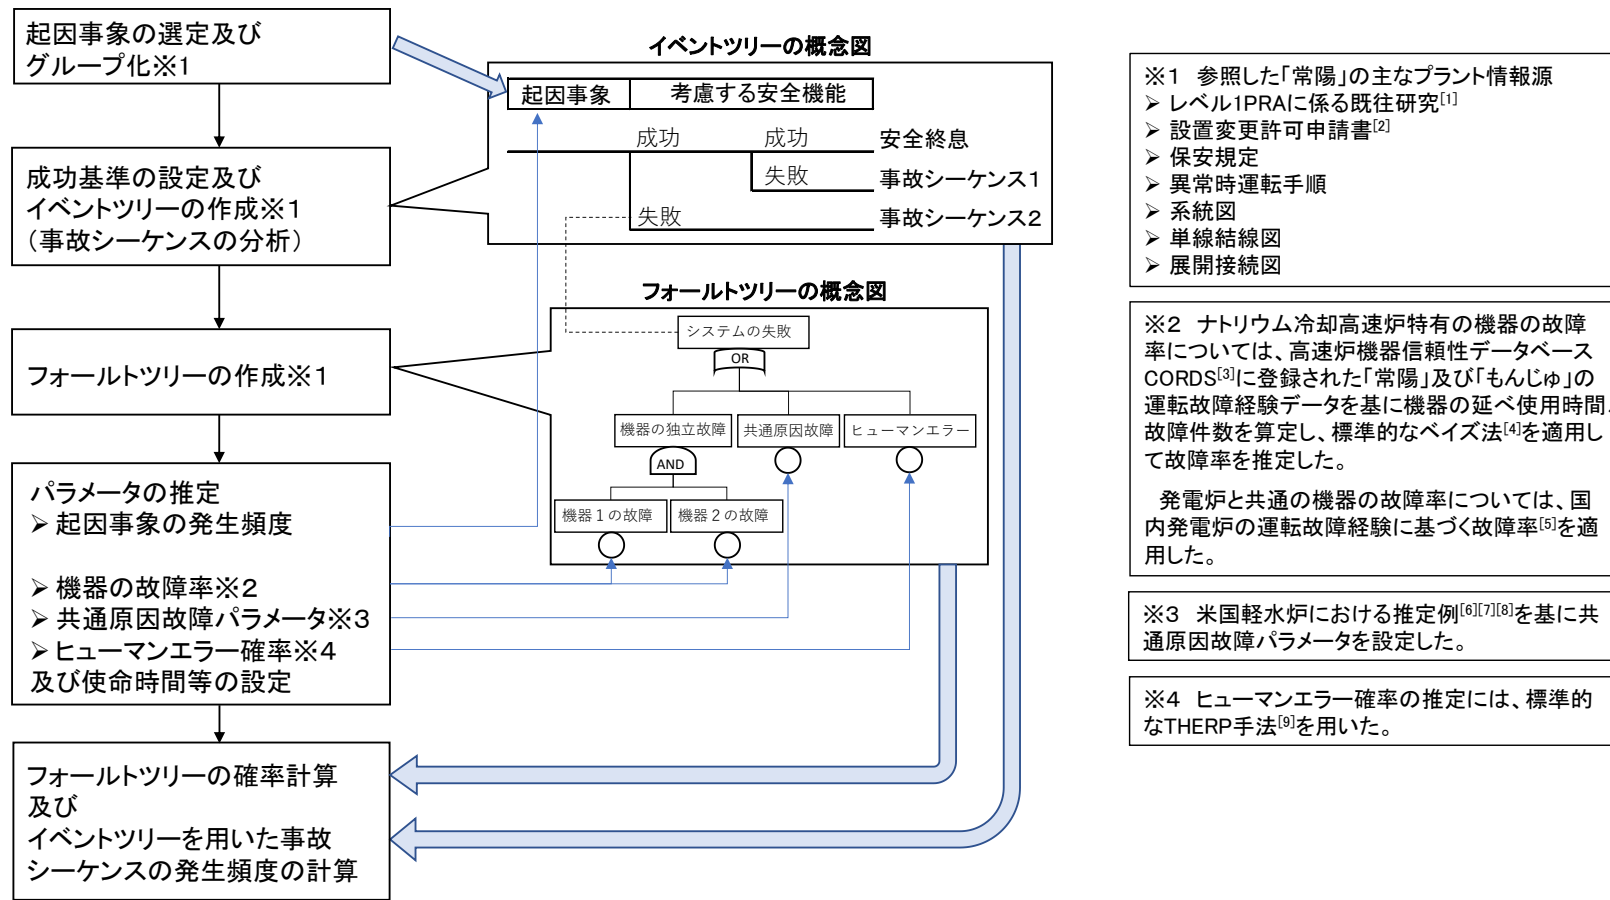 起因事象の選定及び
グループ化※1
成功基準の設定及び
イベントツリーの作成※1
(事故シーケンスの分析)
フォールトツリーの作成※1
パラメータの推定
➢ 起因事象の発生頻度
➢ 機器の故障率※2
➢ 共通原因故障パラメータ※3
➢ ヒューマンエラー確率※4
及び使命時間等の設定
フォールトツリーの確率計算
及び
イベントツリーを用いた事故
シーケンスの発生頻度の計算
イベントツリーの概念図
起因事象 考慮する安全機能
成功 成功 安全終息
失敗 事故シーケンス1
失敗 事故シーケンス2
フォールトツリーの概念図
システムの失敗
OR
機器の独立故障 共通原因故障 ヒューマンエラー
AND
機器1の故障 機器2の故障
※1 参照した「常陽」の主なプラント情報源
➢ レベル1PRAに係る既往研究[1]
➢ 設置変更許可申請書[2]
➢ 保安規定
➢ 異常時運転手順
➢ 系統図
➢ 単線結線図
➢ 展開接続図
※2 ナトリウム冷却高速炉特有の機器の故障
率については、高速炉機器信頼性データベース
CORDS[3]に登録された「常陽」及び「もんじゅ」の
運転故障経験データを基に機器の延べ使用時間、
故障件数を算定し、標準的なベイズ法[4]を適用し
て故障率を推定した。
発電炉と共通の機器の故障率については、国
内発電炉の運転故障経験に基づく故障率[5]を適
用した。
※3 米国軽水炉における推定例[6][7][8]を基に共
通原因故障パラメータを設定した。
※4 ヒューマンエラー確率の推定には、標準的
なTHERP手法[9]を用いた。